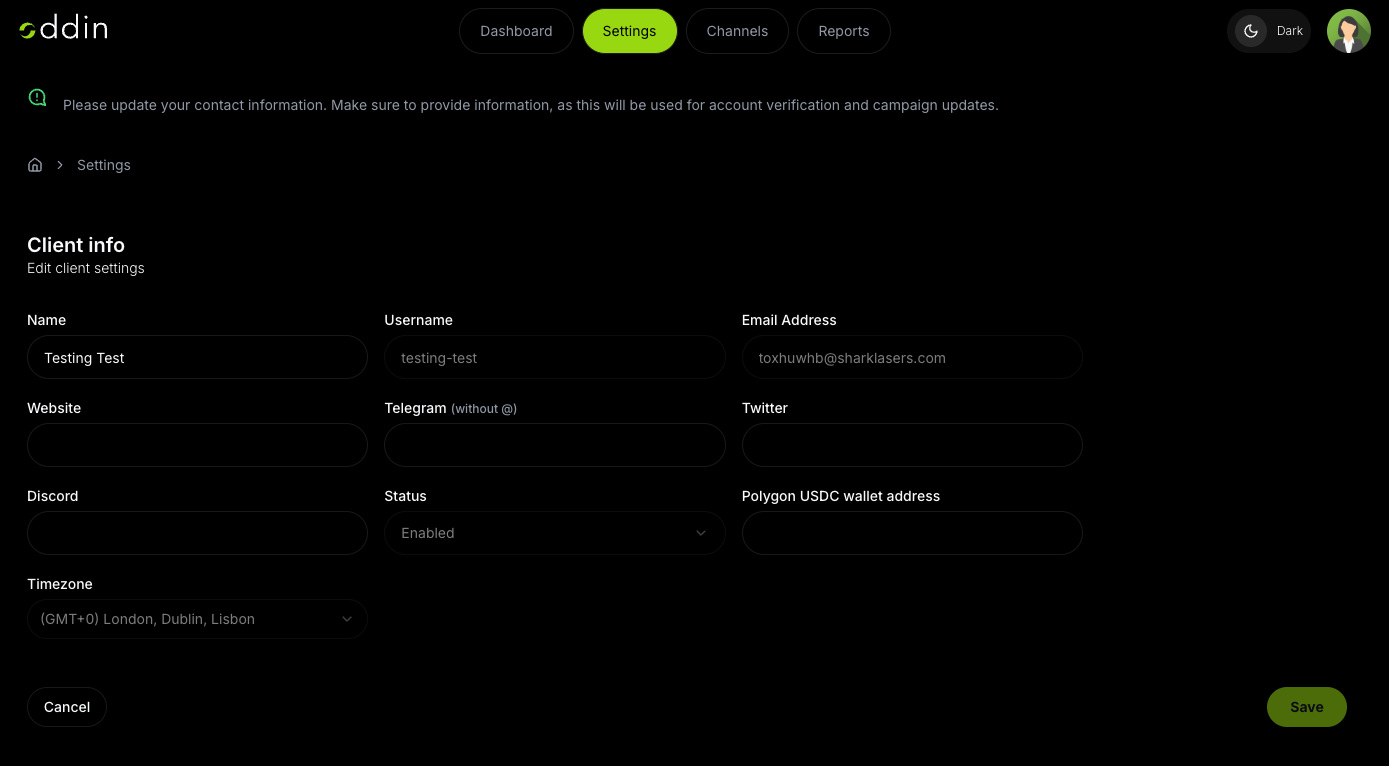 ddin
Dashboard Settings Channels Reports Dark
Please update your contact information. Make sure to provide information, as this will be used for account verification and campaign updates.
Settings
Client info
Edit client settings
Name Username Email Address
Testing Test testing-test toxhuwhb@sharklasers.com
Website Telegram (without @) Twitter
Discord Status Polygon USDC wallet address
Enabled
Timezone
(GMT+0) London, Dublin, Lisbon
Cancel Save